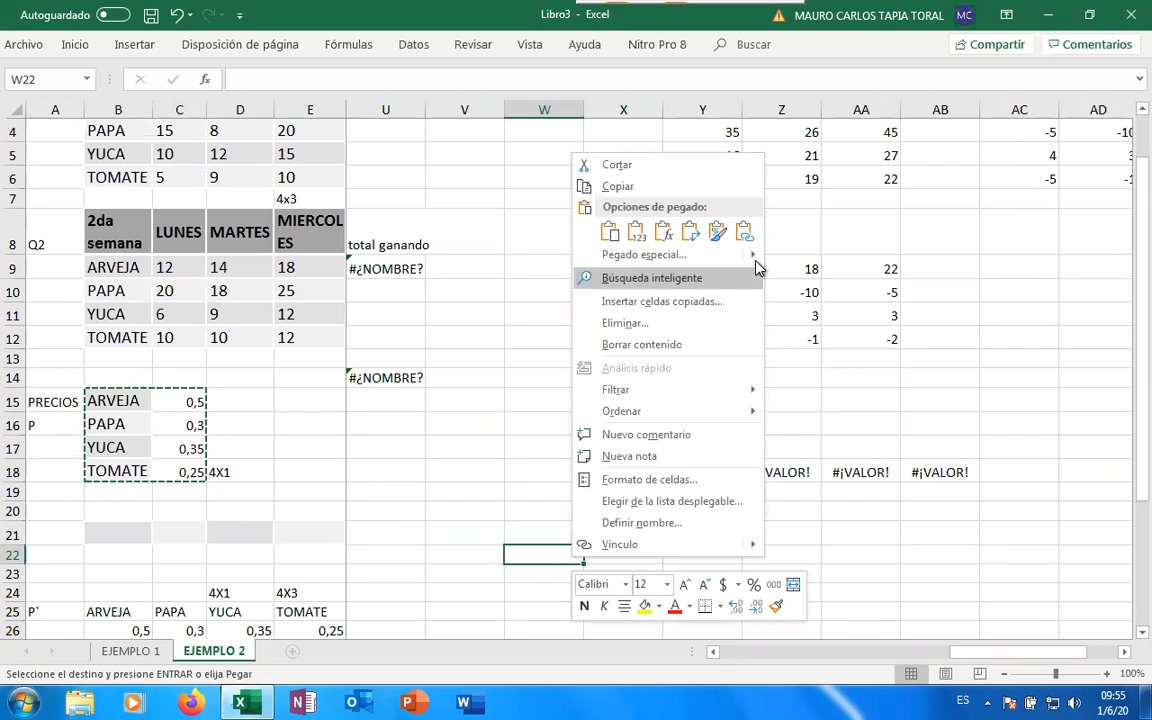 Autoguardado
Libro3 - Excel
MAURO CARLOS TAPIA TORAL MC
Archivo Inicio Insertar Disposición de página Fórmulas Datos Revisar Vista Ayuda Nitro Pro 8 Buscar Compartir Comentarios
W22 fx
A B C D E U V W X Y Z AA AB AC AD
4 PAPA 15 8 20 35 26 45 -5 -10
5 YUCA 10 12 15 21 27 4
6 TOMATE 5 9 10 19 22 -5
7 4x3
8 Q2 2da semana LUNES MARTES MIERCOLES total ganando
9 ARVEJA 12 14 18 #¿NOMBRE? 18 22
10 PAPA 20 18 25 -10 -5
11 YUCA 6 9 12 3 3
12 TOMATE 10 10 12 -1 -2
13
14 #¿NOMBRE?
15 PRECIOS ARVEJA 0,5
16 P PAPA 0,3
17 YUCA 0,35
18 TOMATE 0,25 4X1 #¡VALOR! #¡VALOR!
19
20
21
22
23
24 4X1 4X3
25 P` ARVEJA PAPA YUCA TOMATE
26 0,5 0,3 0,35 0,25
Cortar
Copiar
Opciones de pegado:
123 fx
Pegado especial...
Búsqueda inteligente
Insertar celdas copiadas...
Eliminar...
Borrar contenido
Análisis rápido
Filtrar
Ordenar
Nuevo comentario
Nueva nota
Formato de celdas...
Elegir de la lista desplegable...
Definir nombre...
Vínculo
Calibri 12 A A $ % 000
N K A
EJEMPLO 1 EJEMPLO 2
Seleccione el destino y presione ENTRAR o elija Pegar 100%
ES 09:55
1/6/20